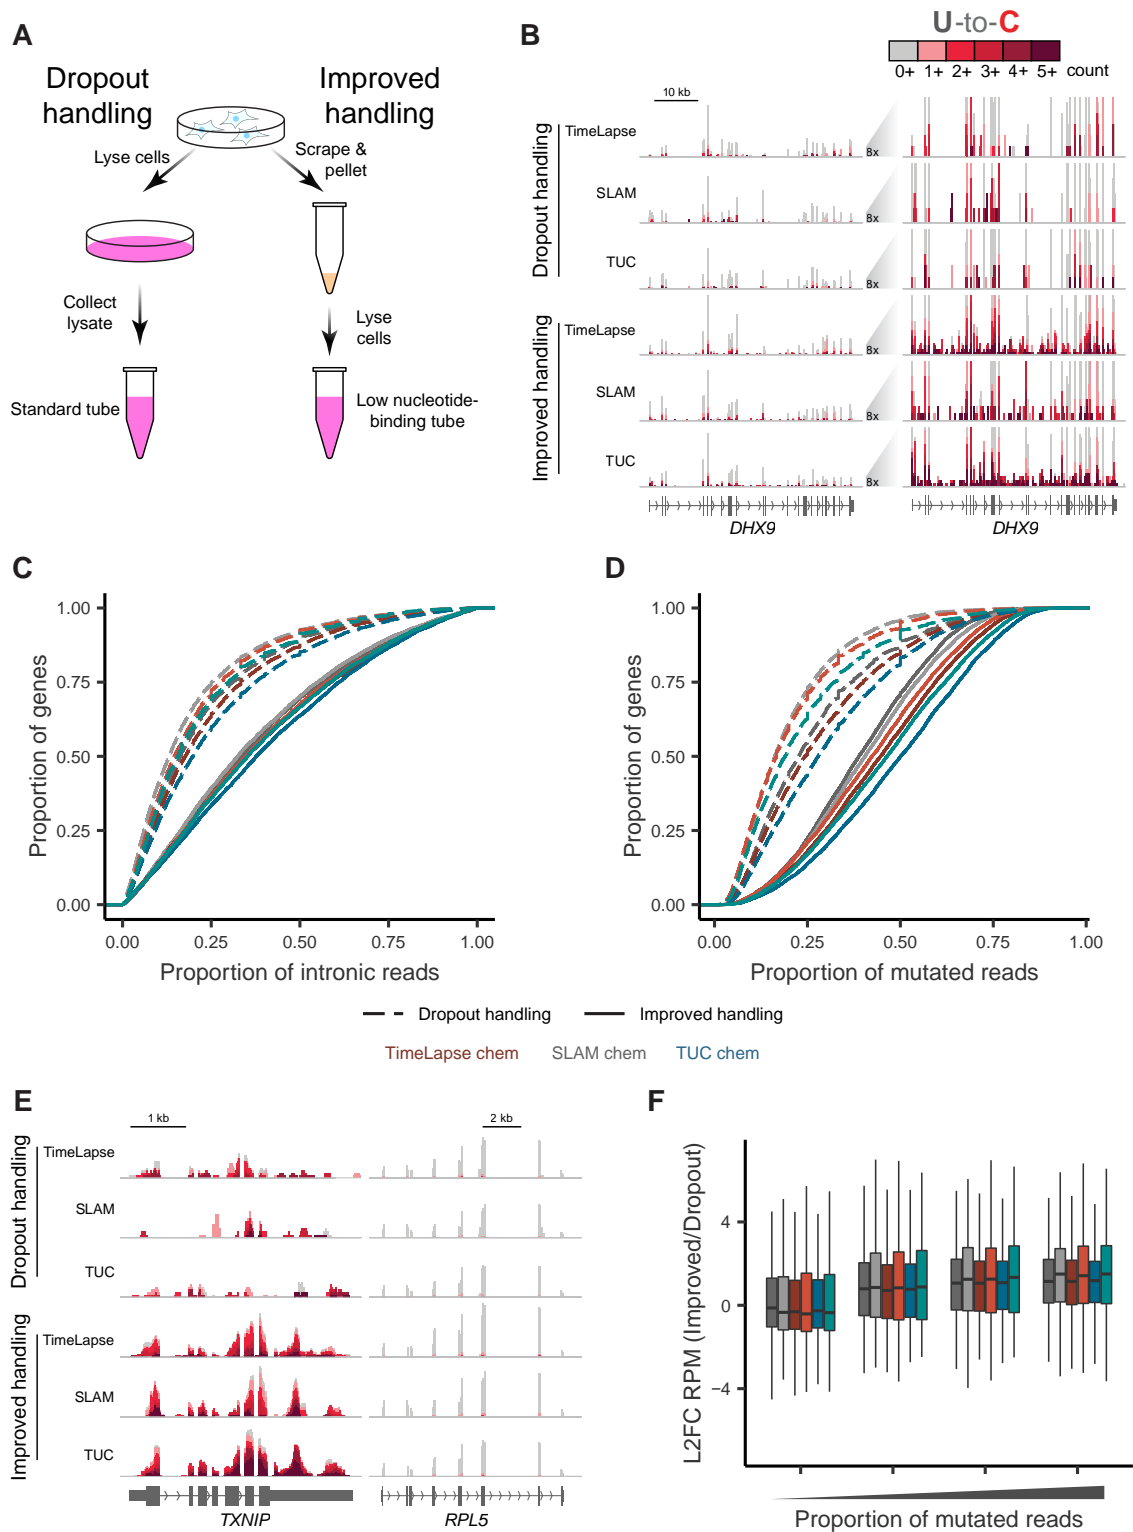 A
Dropout
handling
Improved
handling
Lyse cells
Scrape &
pellet
Collect
lysate
Lyse
cells
Standard tube
Low nucleotide-
binding tube
B
U-to-C
0+ 1+ 2+ 3+ 4+ 5+ count
10 kb
Dropout handling
TimeLapse
8x
SLAM
8x
TUC
8x
Improved handling
TimeLapse
8x
SLAM
8x
TUC
8x
DHX9
DHX9
C
Proportion of genes
1.00
0.75
0.50
0.25
0.00
0.00 0.25 0.50 0.75 1.00
Proportion of intronic reads
D
Proportion of genes
1.00
0.75
0.50
0.25
0.00
0.00 0.25 0.50 0.75 1.00
Proportion of mutated reads
Dropout handling Improved handling
TimeLapse chem SLAM chem TUC chem
E
1 kb
2 kb
Dropout handling
TimeLapse
SLAM
TUC
Improved handling
TimeLapse
SLAM
TUC
TXNIP
RPL5
F
L2FC RPM (Improved/Dropout)
4
0
−4
Proportion of mutated reads